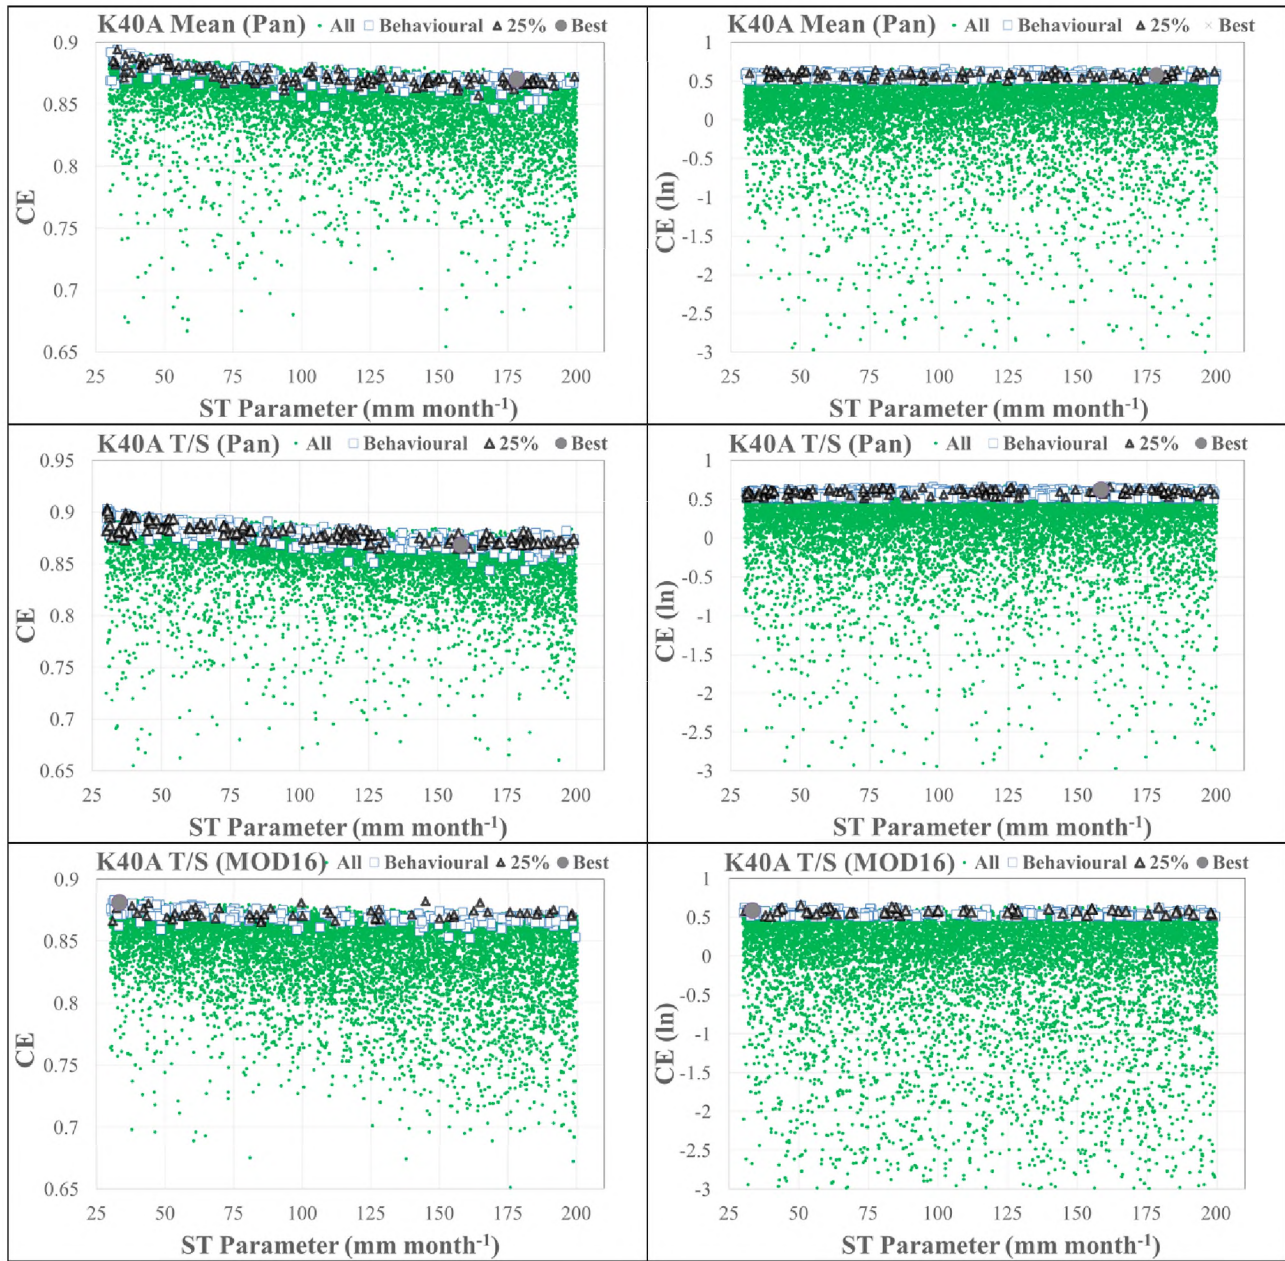 K40A Mean (Pan) All Behavioural 25% Best
0.9
0.85
0.8
0.75
0.7
0.65
CE
25 50 75 100 125 150 175 200
ST Parameter (mm month⁻¹)
K40A Mean (Pan) All Behavioural 25% Best
1
0.5
0
-0.5
-1
-1.5
-2
-2.5
-3
CE (ln)
25 50 75 100 125 150 175 200
ST Parameter (mm month⁻¹)
K40A T/S (Pan) All Behavioural 25% Best
0.95
0.9
0.85
0.8
0.75
0.7
0.65
CE
25 50 75 100 125 150 175 200
ST Parameter (mm month⁻¹)
K40A T/S (Pan) All Behavioural 25% Best
1
0.5
0
-0.5
-1
-1.5
-2
-2.5
-3
CE (ln)
25 50 75 100 125 150 175 200
ST Parameter (mm month⁻¹)
K40A T/S (MOD16) All Behavioural 25% Best
0.9
0.85
0.8
0.75
0.7
0.65
CE
25 50 75 100 125 150 175 200
ST Parameter (mm month⁻¹)
K40A T/S (MOD16) All Behavioural 25% Best
1
0.5
0
-0.5
-1
-1.5
-2
-2.5
-3
CE (ln)
25 50 75 100 125 150 175 200
ST Parameter (mm month⁻¹)